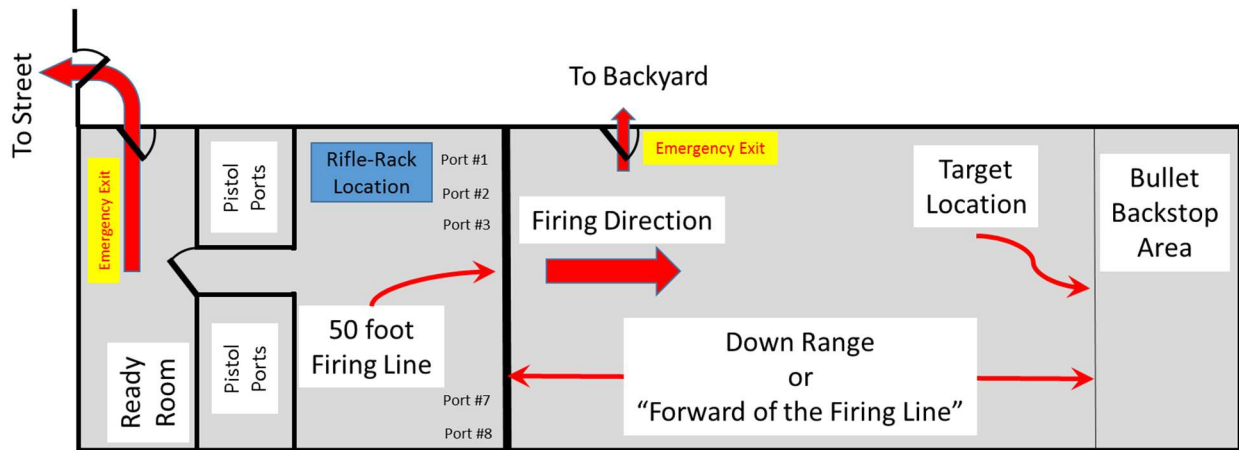 To Street
To Backyard
Emergency Exit
Pistol
Ports
Rifle-Rack
Location
Port #1
Port #2
Port #3
Emergency Exit
Firing Direction
Target
Location
Bullet
Backstop
Area
Ready
Room
Pistol
Ports
50 foot
Firing Line
Port #7
Port #8
Down Range
or
“Forward of the Firing Line”